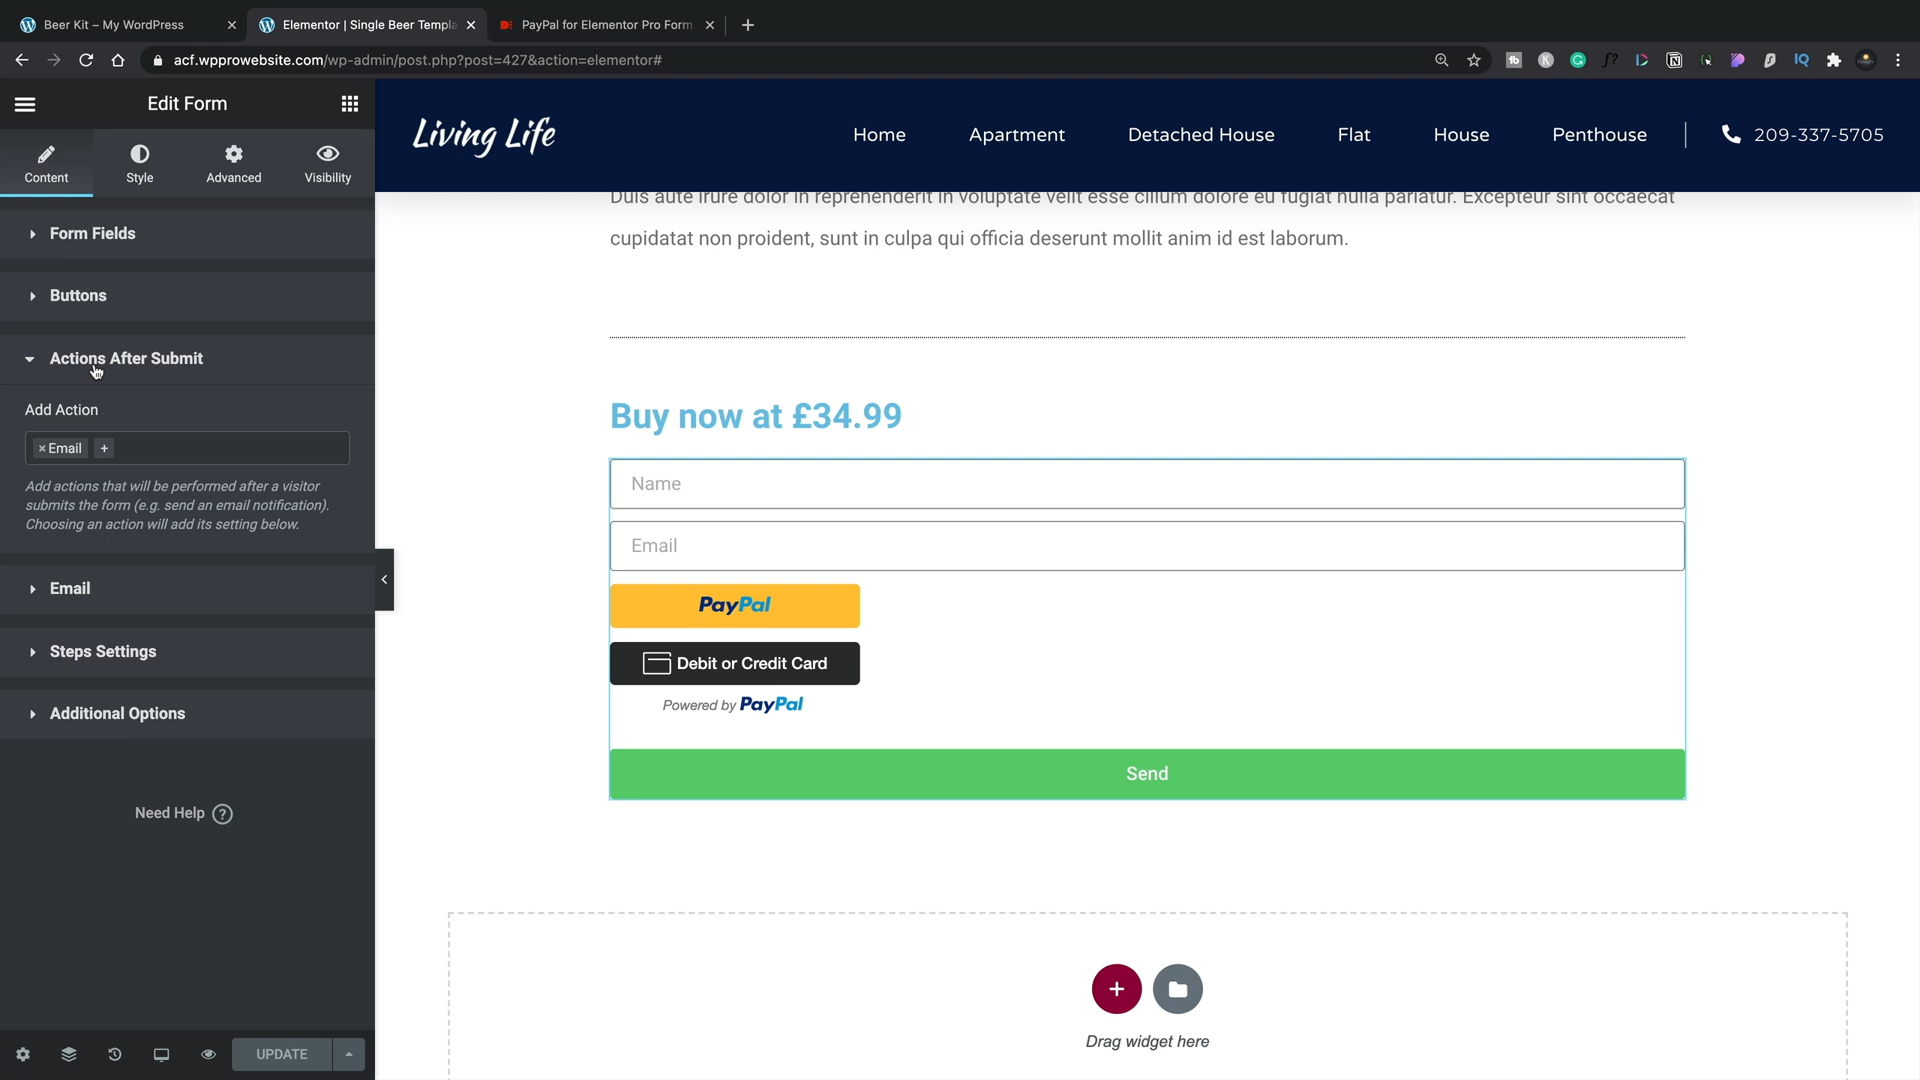 Beer Kit – My WordPress
Elementor | Single Beer Templa
PayPal for Elementor Pro Form
acf.wpprowebsite.com/wp-admin/post.php?post=427&action=elementor#
Edit Form
Content
Style
Advanced
Visibility
Form Fields
Buttons
Actions After Submit
Add Action
× Email +
Add actions that will be performed after a visitor
submits the form (e.g. send an email notification).
Choosing an action will add its setting below.
Email
Steps Settings
Additional Options
Need Help ?
UPDATE
Living Life
Home
Apartment
Detached House
Flat
House
Penthouse
209-337-5705
Duis aute irure dolor in reprehenderit in voluptate velit esse cillum dolore eu fugiat nulla pariatur. Excepteur sint occaecat
cupidatat non proident, sunt in culpa qui officia deserunt mollit anim id est laborum.
Buy now at £34.99
Name
Email
PayPal
Debit or Credit Card
Powered by PayPal
Send
Drag widget here